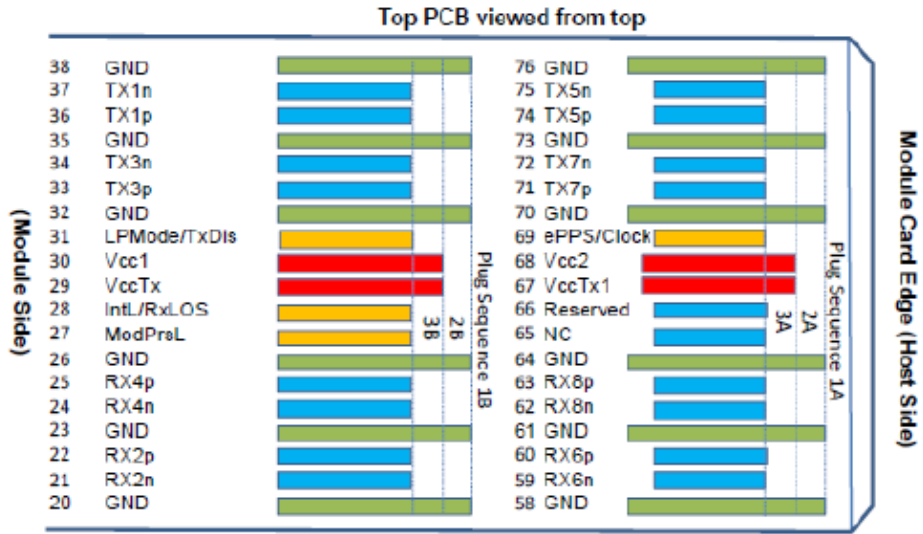 Top PCB viewed from top
38 GND 76 GND
37 TX1n 75 TX5n
36 TX1p 74 TX5p
35 GND 73 GND
34 TX3n 72 TX7n
33 TX3p 71 TX7p
32 GND 70 GND
31 LPMode/TxDis 69 ePPS/Clock
30 Vcc1 68 Vcc2
29 VccTx 67 VccTx1
28 IntL/RxLOS 66 Reserved
27 ModPrsL 65 NC
26 GND 64 GND
25 RX4p 63 RX8p
24 RX4n 62 RX8n
23 GND 61 GND
22 RX2p 60 RX6p
21 RX2n 59 RX6n
20 GND 58 GND
(Module Side)
3B
2B
Plug Sequence 1B
3A
2A
Plug Sequence 1A
Module Card Edge (Host Side)